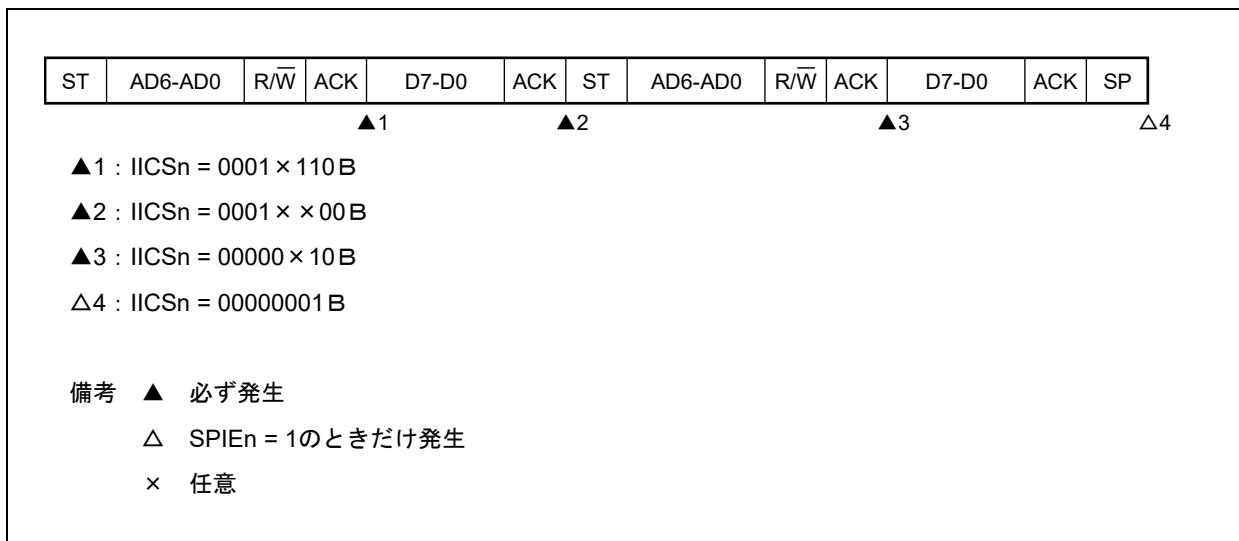 ST AD6-AD0 R/W̅ ACK D7-D0 ACK ST AD6-AD0 R/W̅ ACK D7-D0 ACK SP
▲1 ▲2 ▲3 △4
▲1 : IICSn = 0001×110B
▲2 : IICSn = 0001××00B
▲3 : IICSn = 00000×10B
△4 : IICSn = 00000001B
備考 ▲ 必ず発生
△ SPIEn = 1のときだけ発生
× 任意